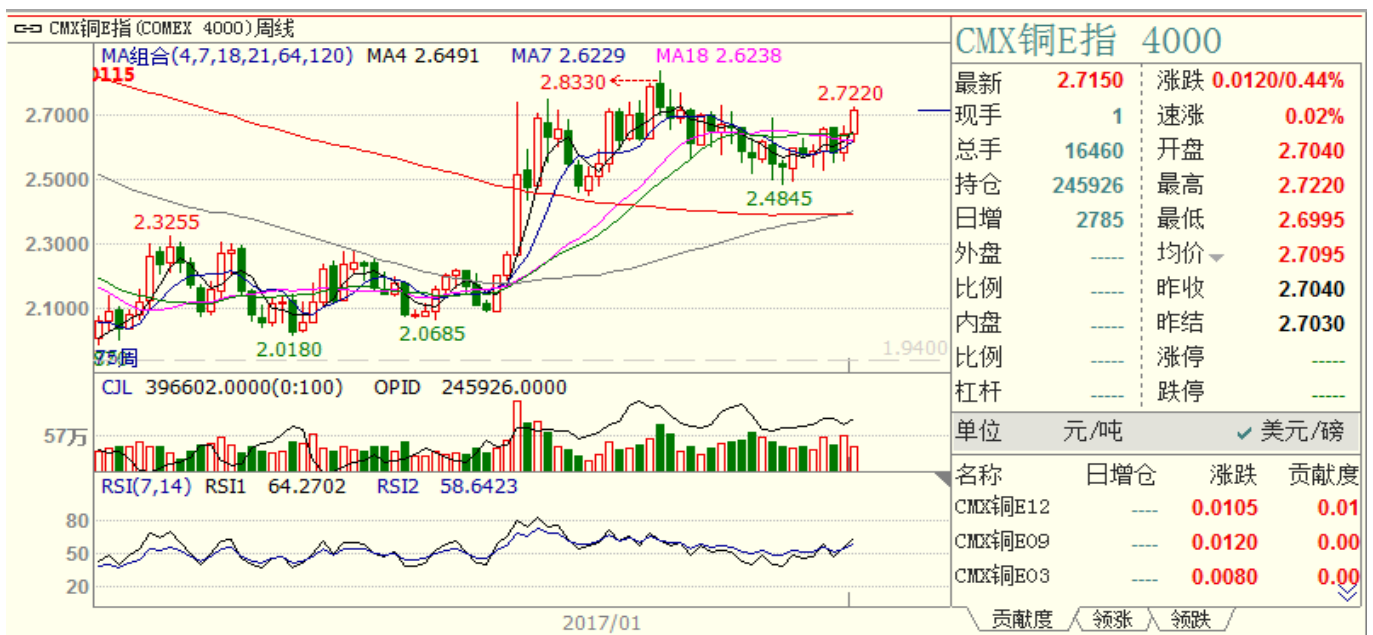 CMX铜E指(COMEX 4000)周线
MA组合(4,7,18,21,64,120) MA4 2.6491 MA7 2.6229 MA18 2.6238
0115
2.8330
2.7220
2.7000
2.5000
2.4845
2.3255
2.3000
2.1000
2.0685
2.0180
1.9400
75周
CJL 396602.0000(0:100) OPID 245926.0000
57万
RSI(7,14) RSI1 64.2702 RSI2 58.6423
80
50
20
2017/01
CMX铜E指 4000
最新 2.7150 涨跌 0.0120/0.44%
现手 1 速涨 0.02%
总手 16460 开盘 2.7040
持仓 245926 最高 2.7220
日增 2785 最低 2.6995
外盘 ----- 均价 2.7095
比例 ----- 昨收 2.7040
内盘 ----- 昨结 2.7030
比例 ----- 涨停 -----
杠杆 ----- 跌停 -----
单位 元/吨 美元/磅
名称 日增仓 涨跌 贡献度
CMX铜E12 ---- 0.0105 0.01
CMX铜E09 ---- 0.0120 0.00
CMX铜E03 ---- 0.0080 0.00
贡献度 领涨 领跌